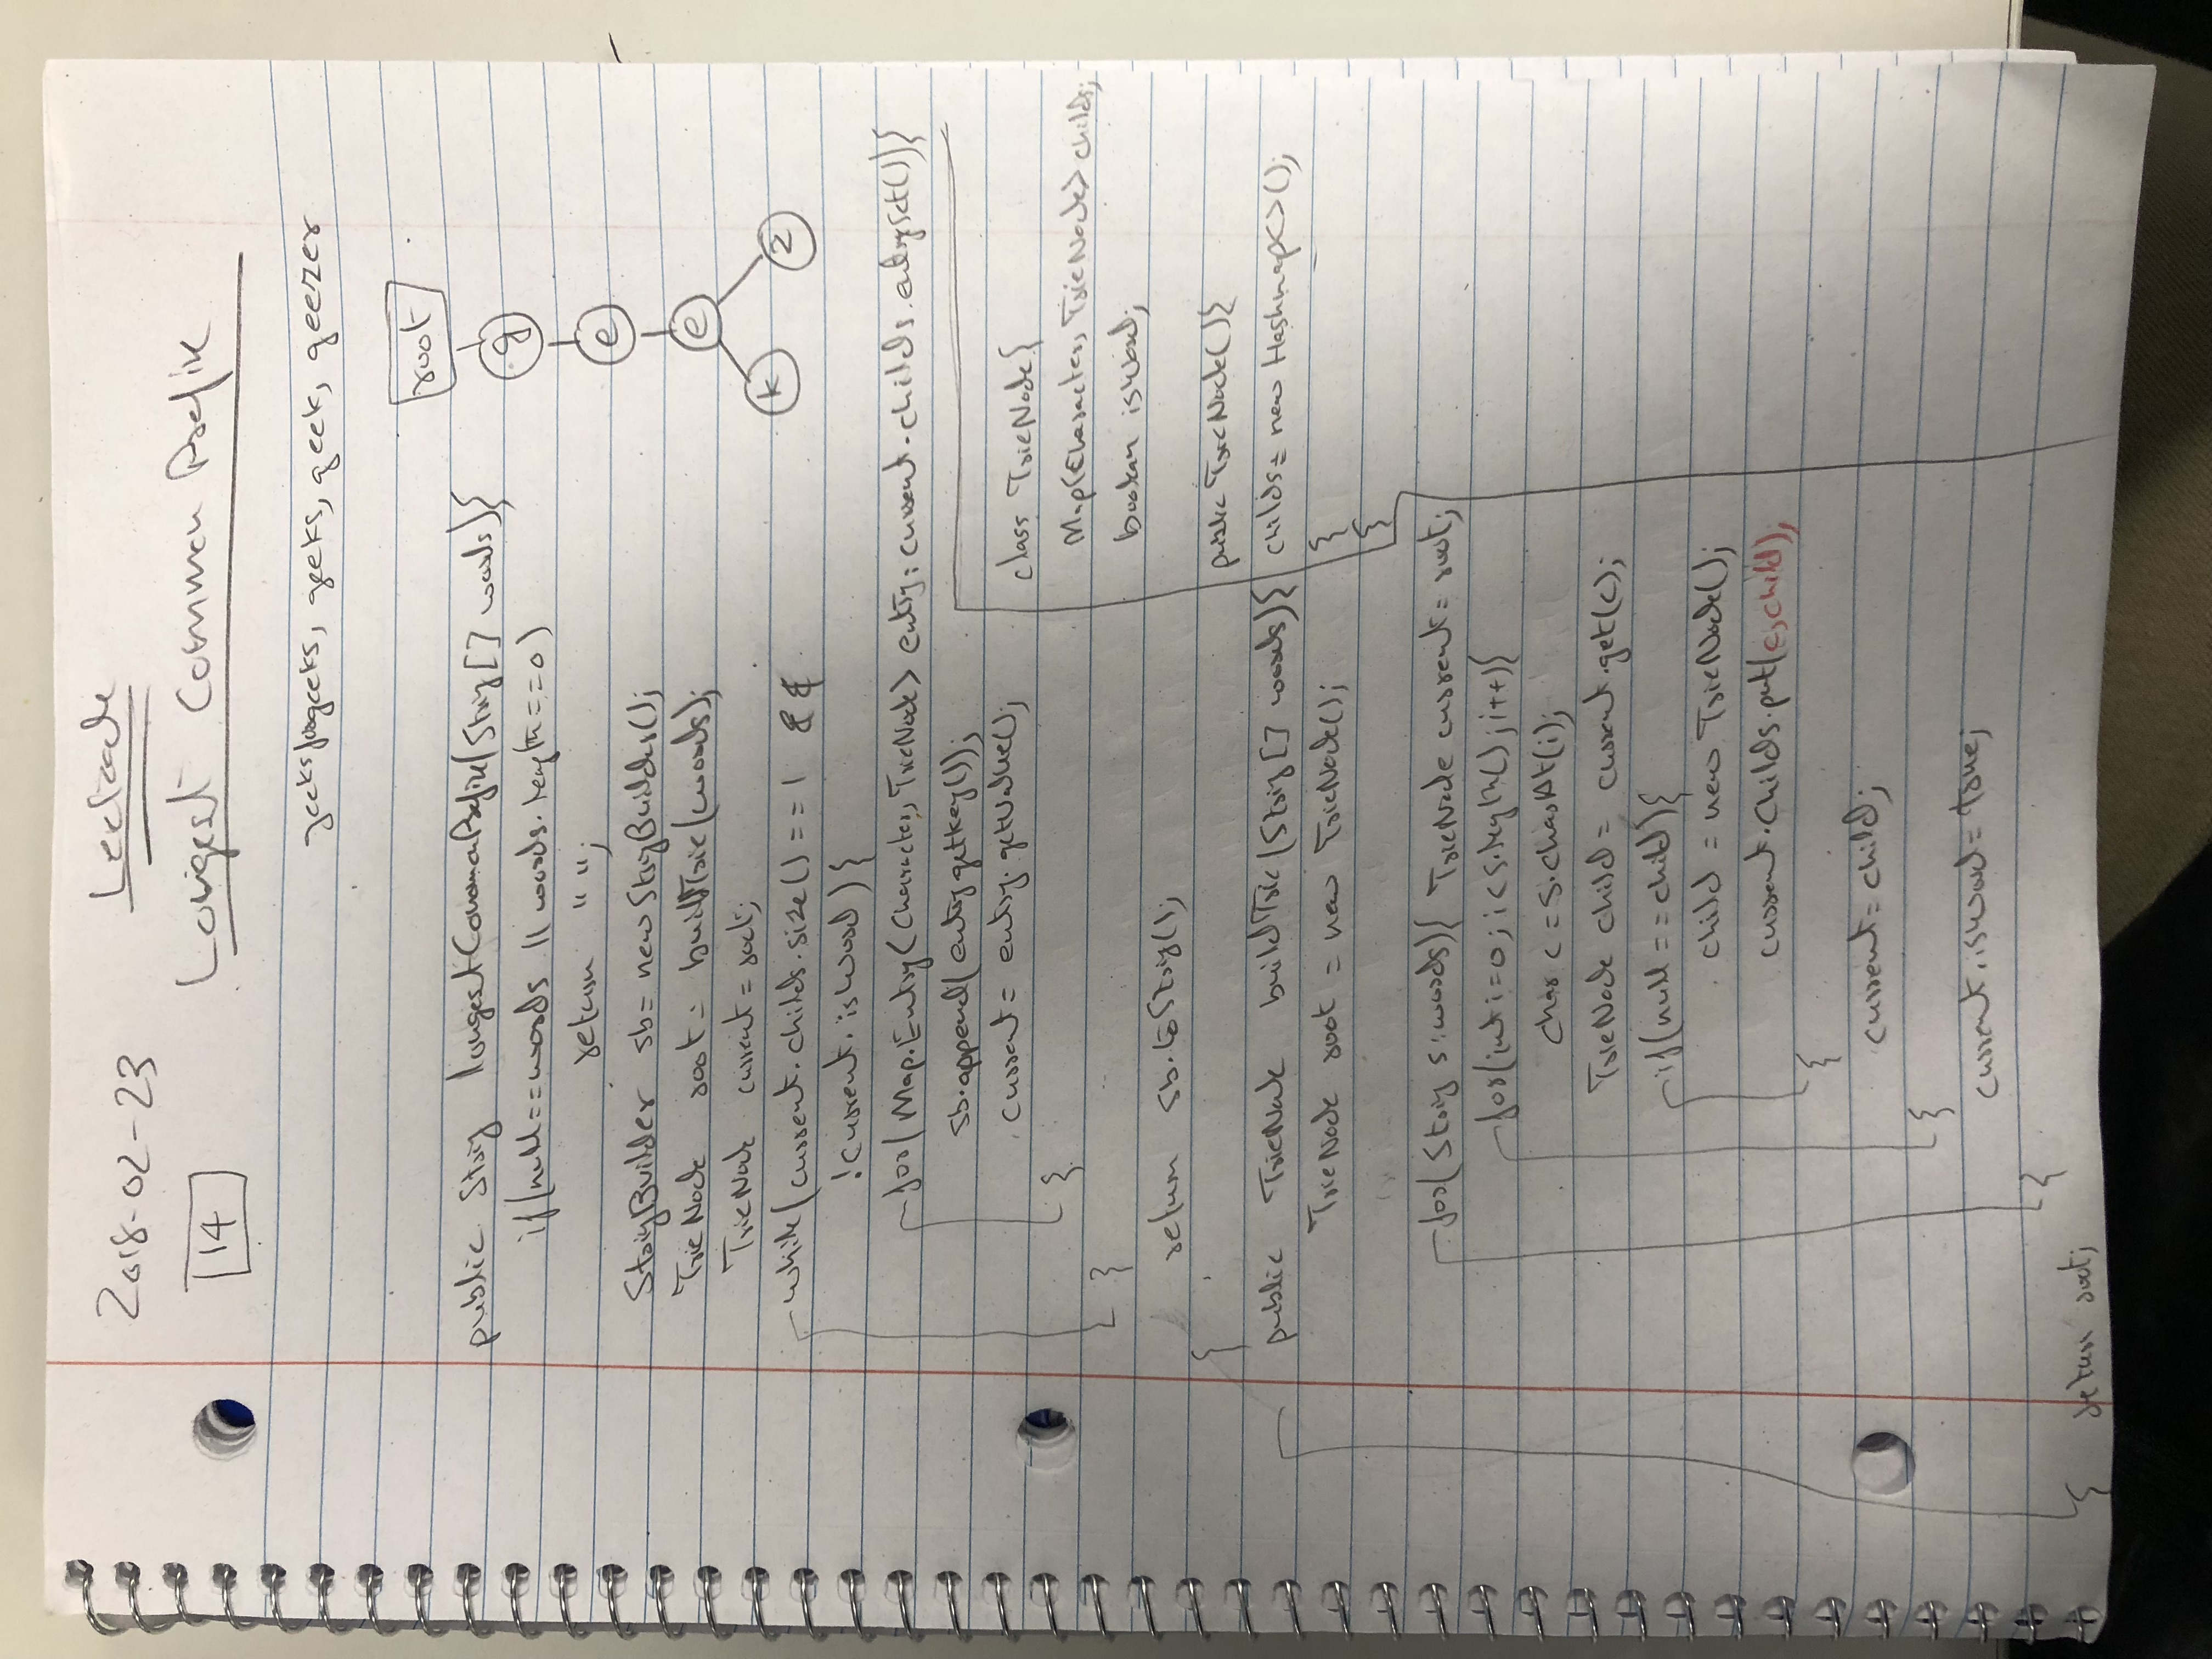 2018-02-23
Leetcode
14
Longest Common Prefix
geeksforgeeks, geeks, geek, geezer
root
g
e
e
k
z
public String longestCommonPrefix(String[] words){
if(null==words || words.length==0)
return "";
StringBuilder sb= new StringBuilder();
TrieNode root= buildTrie(words);
TrieNode current= root;
while(current.childs.size()==1 &&
!current.isWord){
for(Map.Entry<Character, TrieNode> entry: current.childs.entrySet()){
sb.append(entry.getKey());
current= entry.getValue();
}
}
return sb.toString();
}
class TrieNode{
Map<Character, TrieNode> childs;
boolean isWord;
public TrieNode(){
childs= new Hashmap<>();
}
}
public TrieNode buildTrie(String[] words){
TrieNode root = new TrieNode();
for(String s:words){ TrieNode current= root;
for(int i=0; i<s.length(); i++){
char c=s.charAt(i);
TrieNode child= current.get(c);
if(null==child){
child = new TrieNode();
current.childs.put(c,child);
}
current= child;
}
current.isWord= true;
}
} return root;